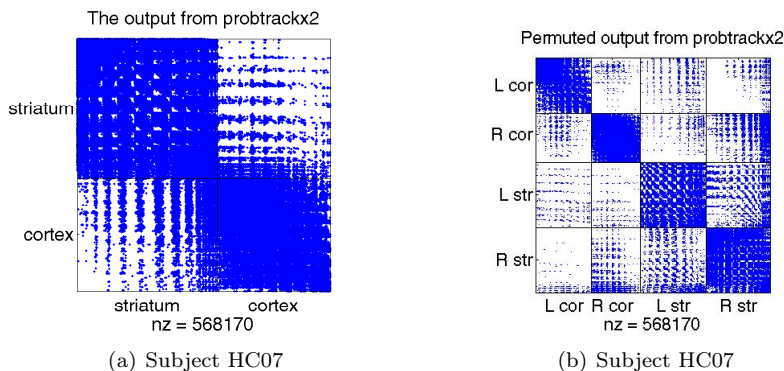 The output from probtrackx2
striatum
cortex
striatum cortex
nz = 568170
(a) Subject HC07
Permuted output from probtrackx2
L cor
R cor
L str
R str
L cor R cor L str R str
nz = 568170
(b) Subject HC07